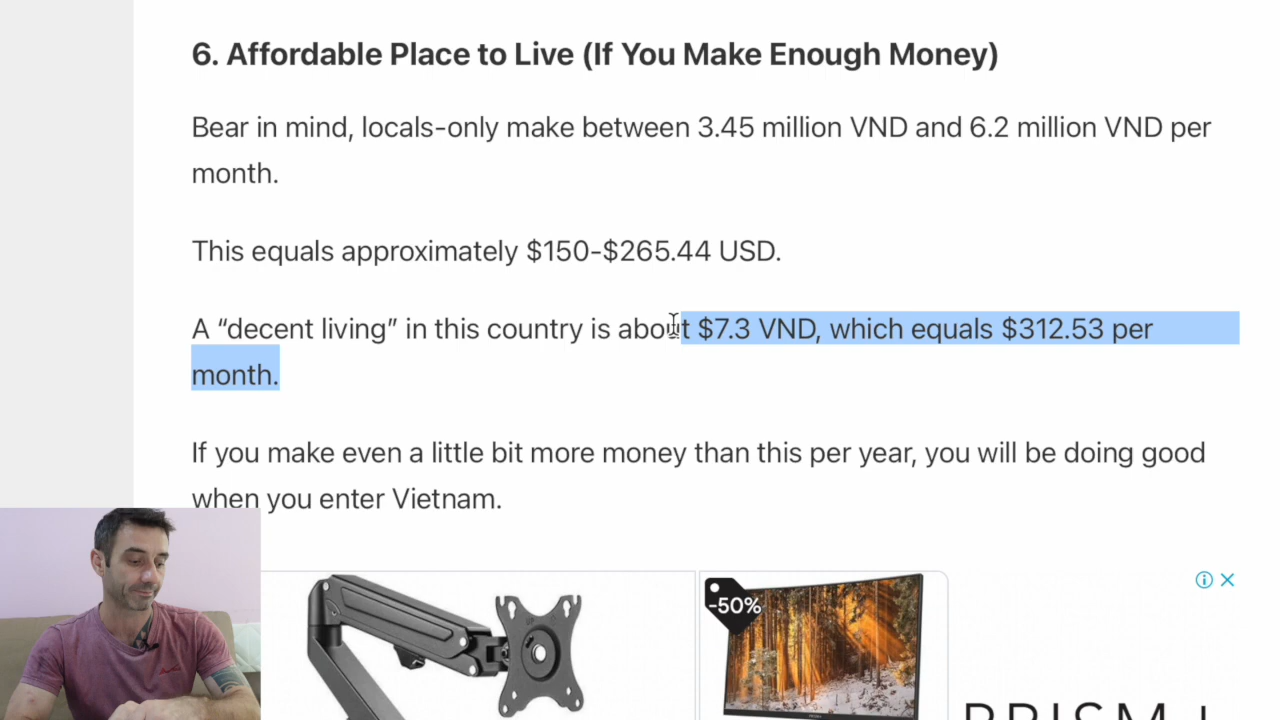 6. Affordable Place to Live (If You Make Enough Money)
Bear in mind, locals-only make between 3.45 million VND and 6.2 million VND per
month.
This equals approximately $150-$265.44 USD.
A “decent living” in this country is about $7.3 VND, which equals $312.53 per
month.
If you make even a little bit more money than this per year, you will be doing good
when you enter Vietnam.
-50%